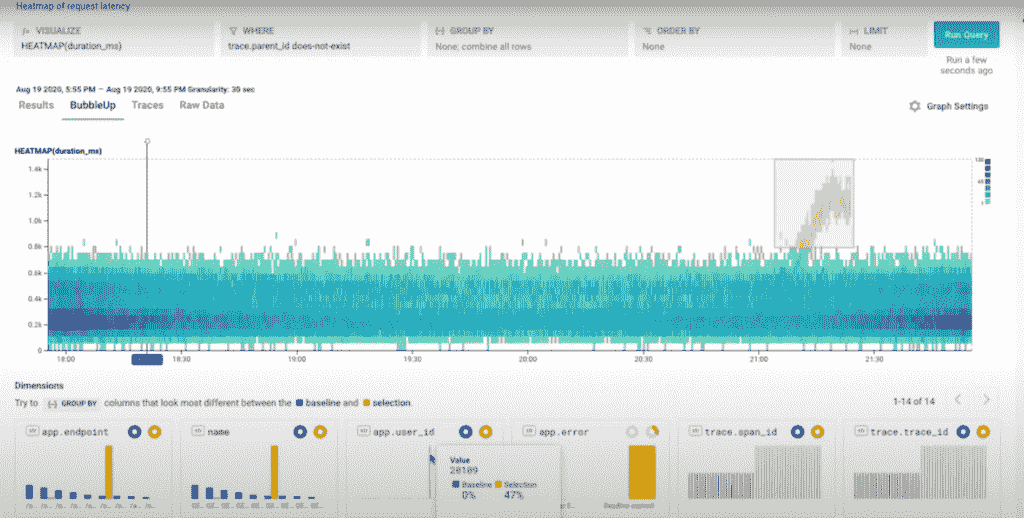 Heatmap of request latency
VISUALIZE
HEATMAP(duration_ms)
WHERE
trace.parent_id does-not-exist
GROUP BY
None; combine all rows
ORDER BY
None
LIMIT
None
Run Query
Run a few
seconds ago
Aug 19 2020, 5:55 PM – Aug 19 2020, 9:55 PM Granularity: 30 sec
Results BubbleUp Traces Raw Data
Graph Settings
HEATMAP(duration_ms)
1.4k
1.2k
1.0k
0.8k
0.6k
0.4k
0.2k
0
18:00 18:30 19:00 19:30 20:00 20:30 21:00 21:30
Dimensions
Try to GROUP BY columns that look most different between the baseline and selection.
1-14 of 14
app.endpoint
name
app.user_id
app.error
trace.span_id
trace.trace_id
Value
20109
Baseline Selection
0% 47%